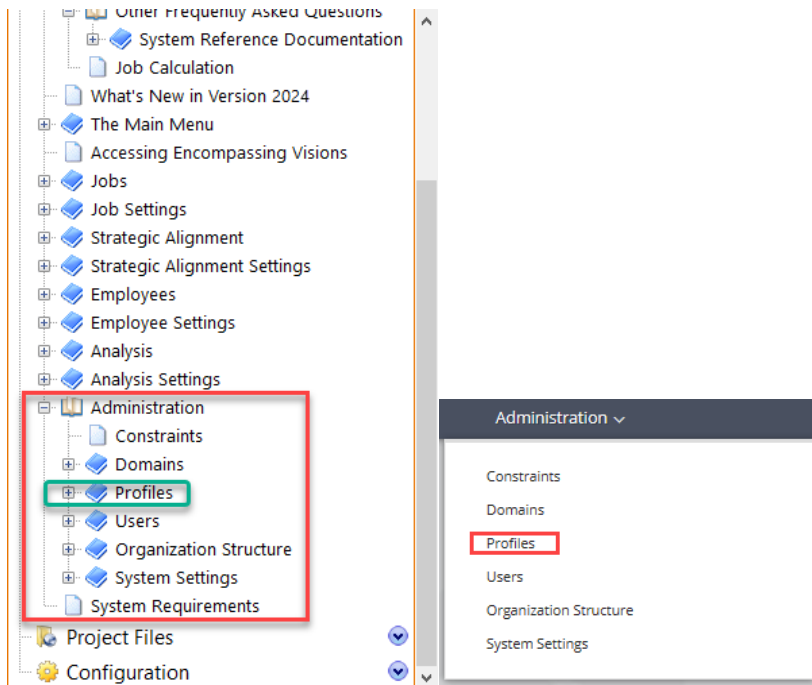 Other Frequently Asked Questions
System Reference Documentation
Job Calculation
What's New in Version 2024
The Main Menu
Accessing Encompassing Visions
Jobs
Job Settings
Strategic Alignment
Strategic Alignment Settings
Employees
Employee Settings
Analysis
Analysis Settings
Administration
Constraints
Domains
Profiles
Users
Organization Structure
System Settings
System Requirements
Project Files
Configuration
Administration
Constraints
Domains
Profiles
Users
Organization Structure
System Settings